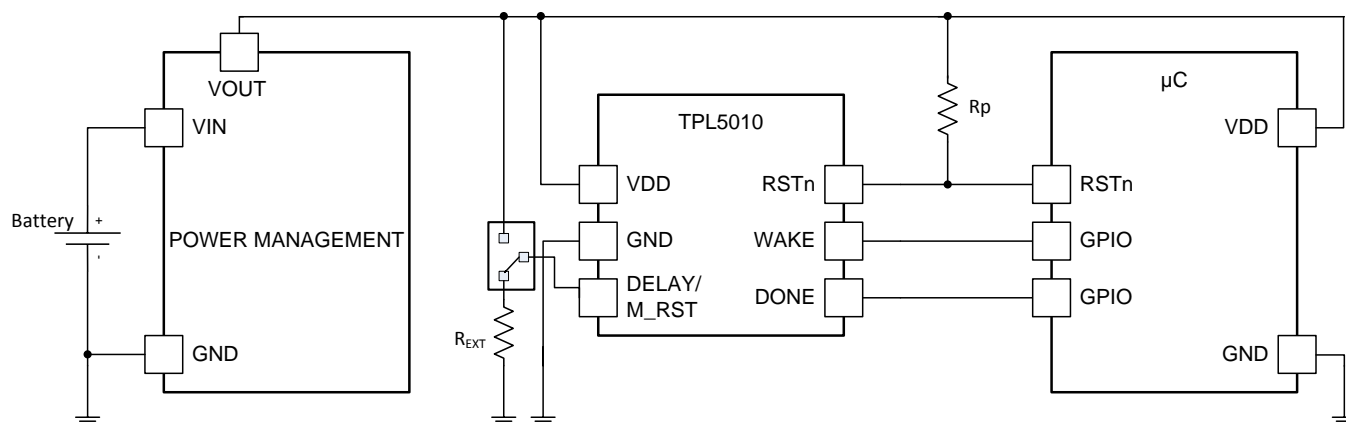 VOUT
VIN
Battery
+
-
POWER MANAGEMENT
GND
TPL5010
VDD
GND
DELAY/
M_RST
RSTn
WAKE
DONE
REXT
Rp
µC
VDD
RSTn
GPIO
GPIO
GND